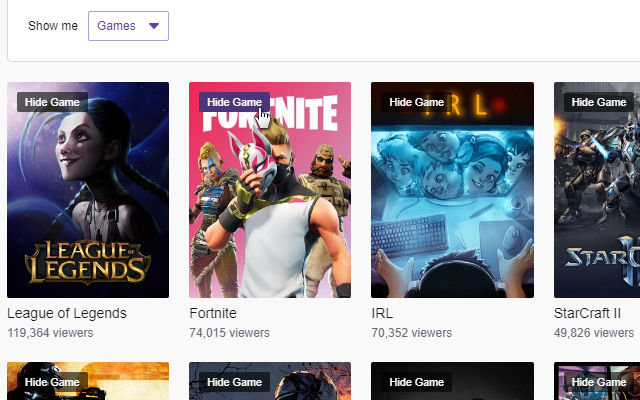 Show me
Games
Hide Game
Hide Game
Hide Game
Hide Game
FORTNITE
IRL
LEAGUE OF
LEGENDS
League of Legends
Fortnite
IRL
StarCraft II
119,364 viewers
74,015 viewers
70,352 viewers
49,826 viewers
Hide Game
Hide Game
Hide Game
Hide Game